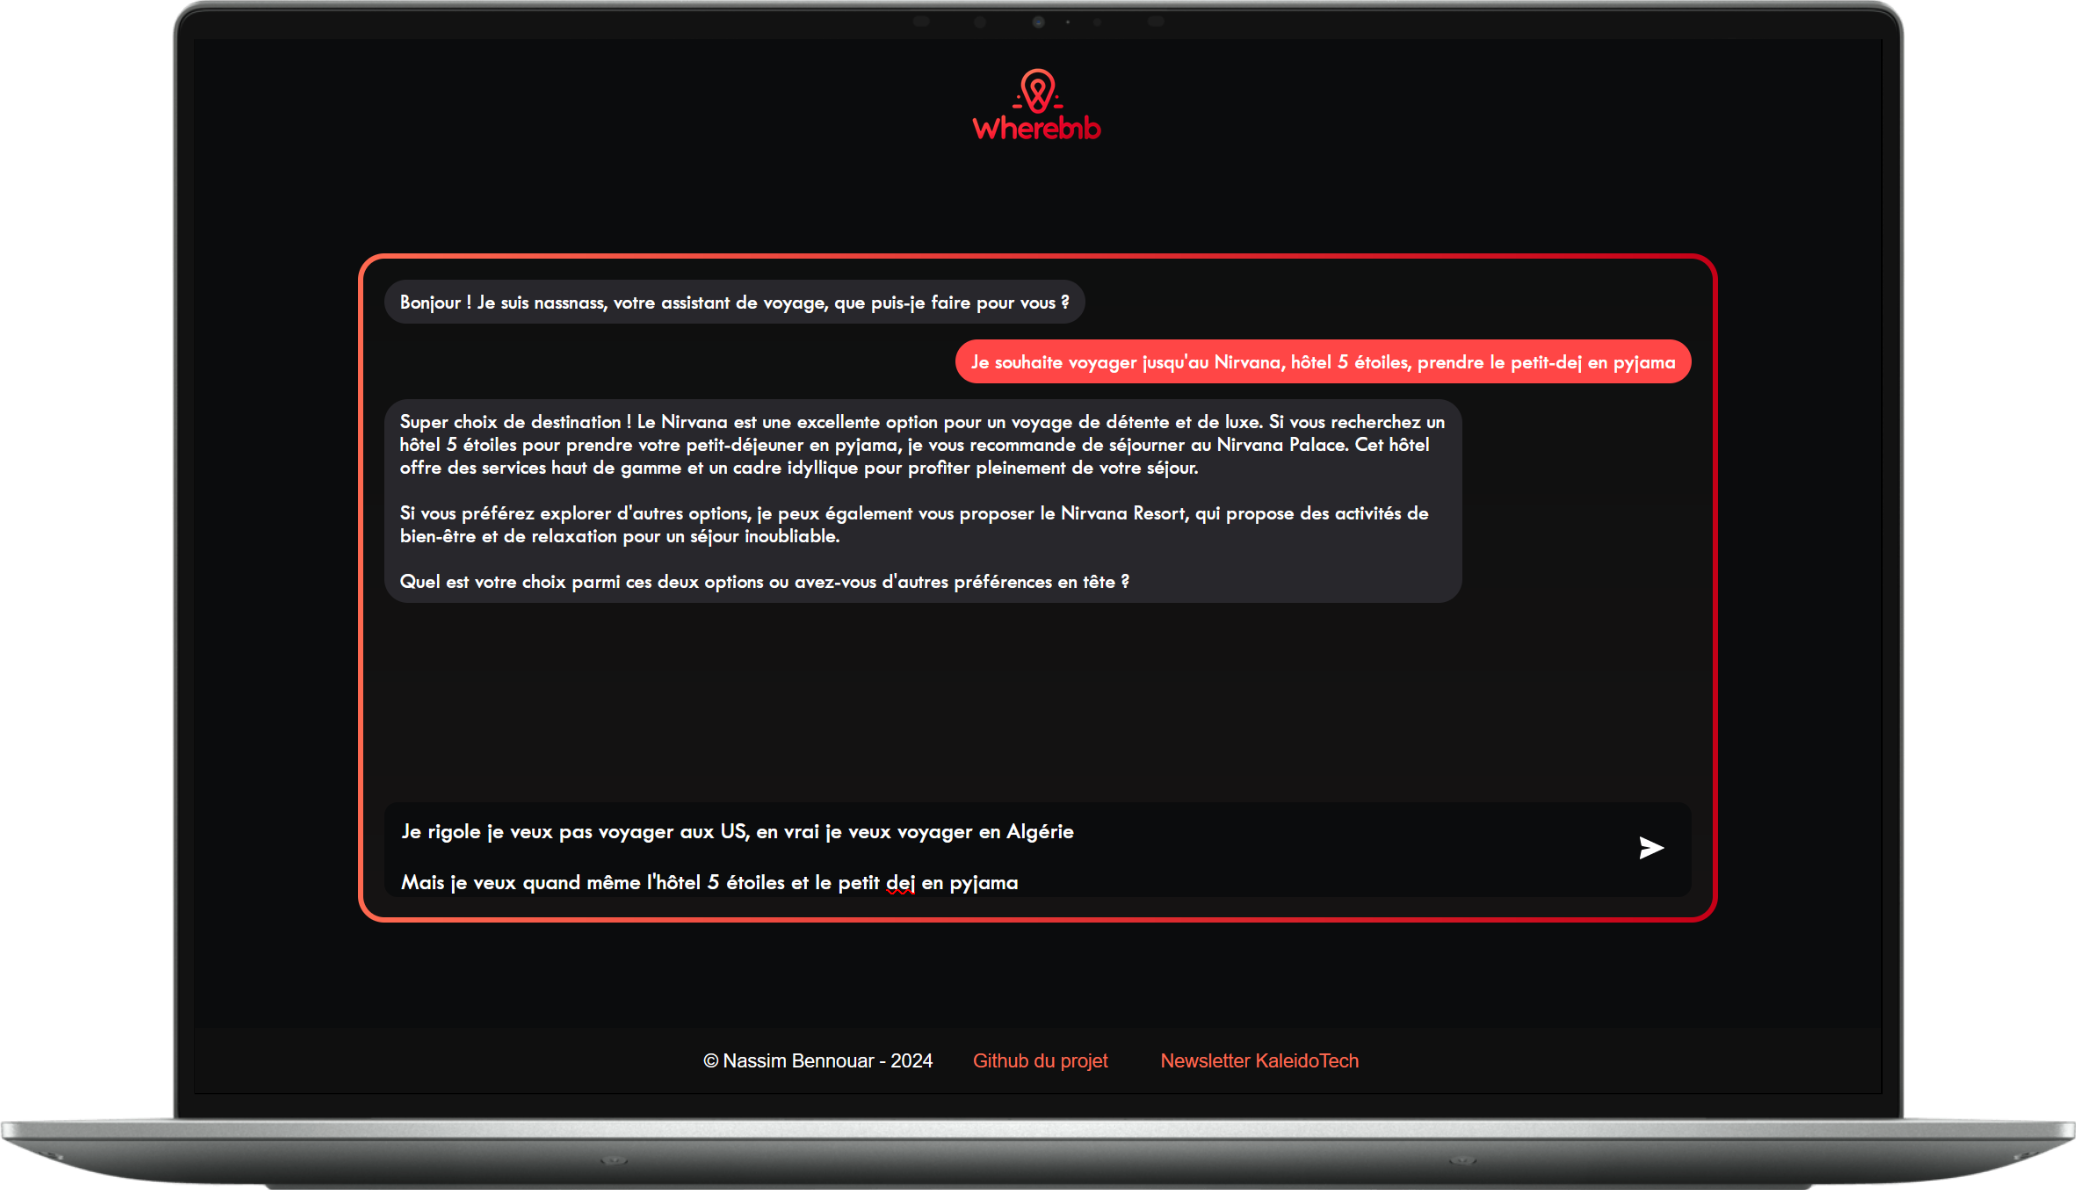 Wherebnb
Bonjour ! Je suis nassnass, votre assistant de voyage, que puis-je faire pour vous ?
Je souhaite voyager jusqu'au Nirvana, hôtel 5 étoiles, prendre le petit-dej en pyjama
Super choix de destination ! Le Nirvana est une excellente option pour un voyage de détente et de luxe. Si vous recherchez un
hôtel 5 étoiles pour prendre votre petit-déjeuner en pyjama, je vous recommande de séjourner au Nirvana Palace. Cet hôtel
offre des services haut de gamme et un cadre idyllique pour profiter pleinement de votre séjour.
Si vous préférez explorer d'autres options, je peux également vous proposer le Nirvana Resort, qui propose des activités de
bien-être et de relaxation pour un séjour inoubliable.
Quel est votre choix parmi ces deux options ou avez-vous d'autres préférences en tête ?
Je rigole je veux pas voyager aux US, en vrai je veux voyager en Algérie
Mais je veux quand même l'hôtel 5 étoiles et le petit dej en pyjama
© Nassim Bennouar - 2024 Github du projet Newsletter KaleidoTech